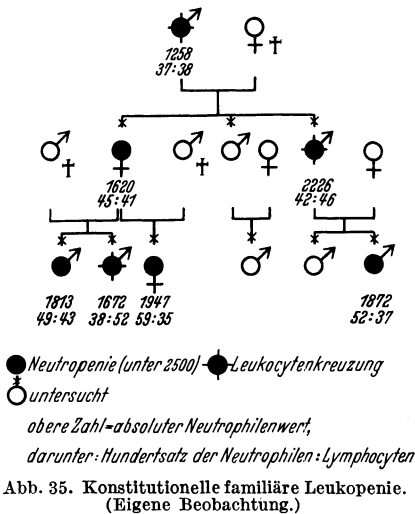 1258
37:38
1620 2226
45:41 42:46
1813 1672 1947 1872
49:43 38:52 59:35 52:37
Neutropenie (unter 2500) Leukocytenkreuzung
untersucht
obere Zahl=absoluter Neutrophilenwert,
darunter: Hundertsatz der Neutrophilen: Lymphocyten
Abb. 35. Konstitutionelle familiäre Leukopenie.
(Eigene Beobachtung.)